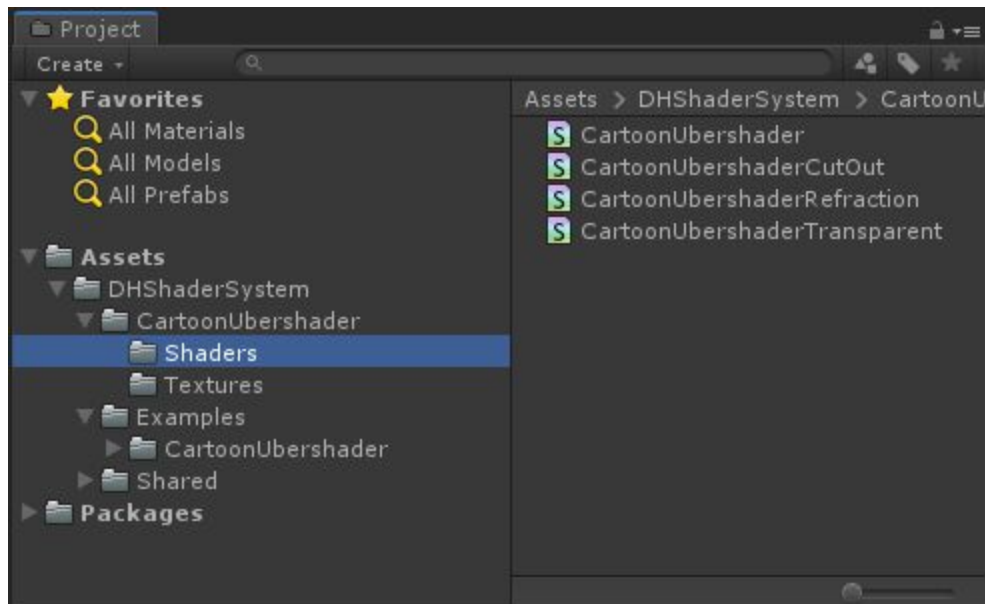 Project
Create
Favorites
All Materials
All Models
All Prefabs
Assets
DHShaderSystem
CartoonUbershader
Shaders
Textures
Examples
CartoonUbershader
Shared
Packages
Assets > DHShaderSystem > CartoonU
S CartoonUbershader
S CartoonUbershaderCutOut
S CartoonUbershaderRefraction
S CartoonUbershaderTransparent